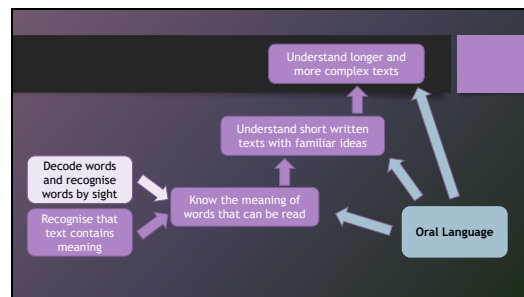 Understand longer and
more complex texts
Understand short written
texts with familiar ideas
Decode words
and recognise
words by sight
Know the meaning of
words that can be read
Recognise that
text contains
meaning
Oral Language